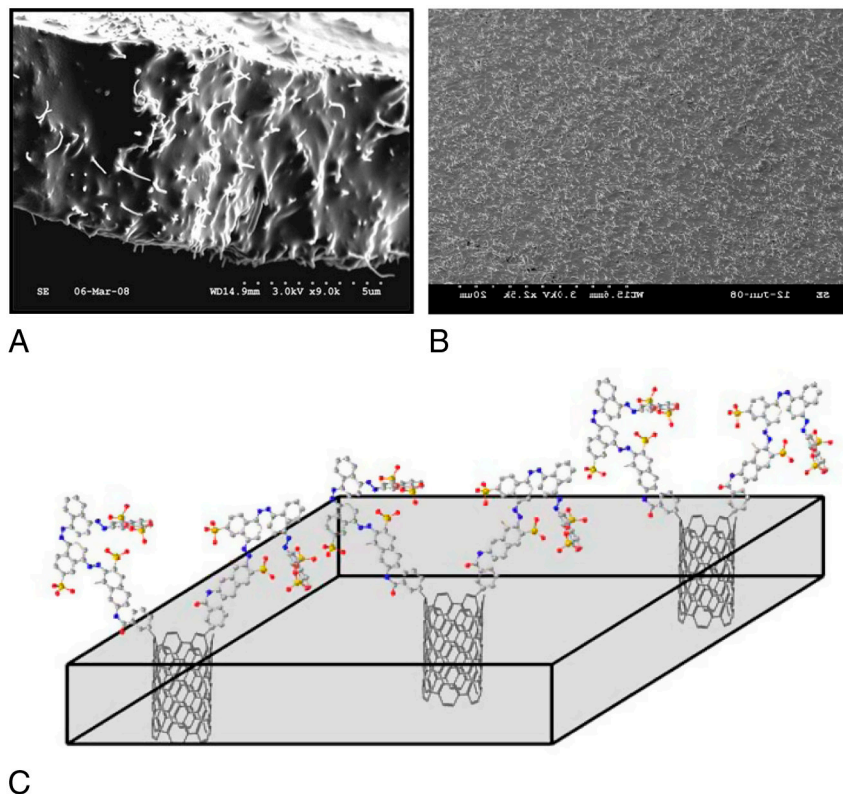 SE 06-Mar-08 WD14.9mm 3.0kV x9.0k 5um
A
SE 12-Jun-08 WD15.6mm 3.0kV x2.5k 20um
B
C